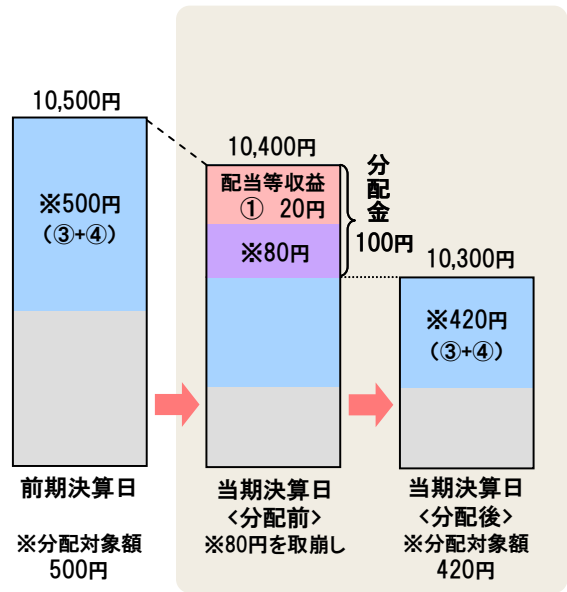 10,500円
※500円
（③+④）
前期決算日
※分配対象額
500円
10,400円
配当等収益
① 20円
※80円
分配金
100円
当期決算日
<分配前>
※80円を取崩し
10,300円
※420円
（③+④）
当期決算日
<分配後>
※分配対象額
420円